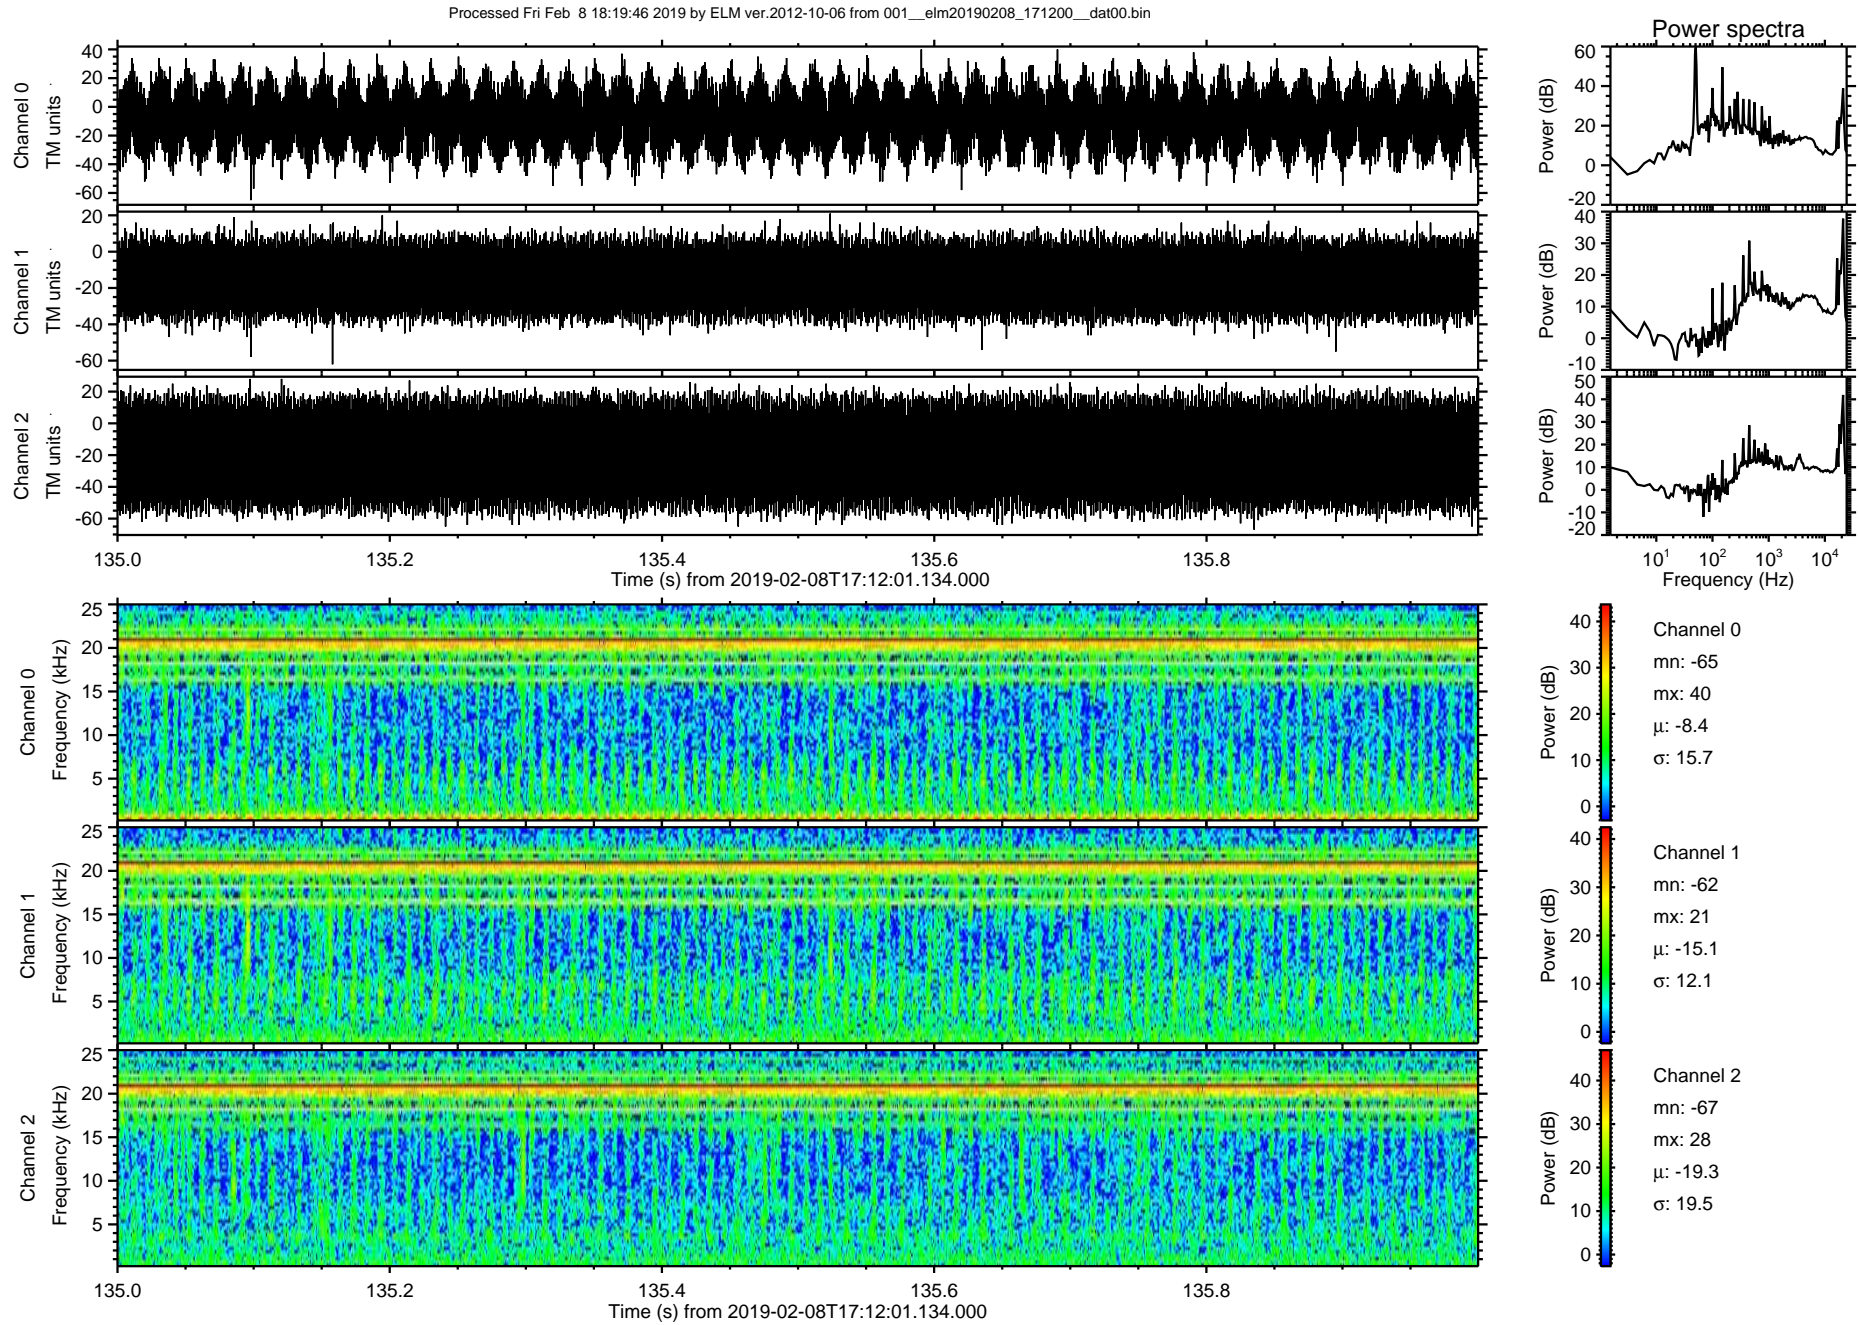 Processed Fri Feb  8 18:19:46 2019 by ELM ver.2012-10-06 from 001__elm20190208_171200__dat00.bin
Power spectra
Channel 0
TM units
40
20
0
-20
-40
-60
Power (dB)
60
40
20
0
-20
Channel 1
TM units
20
0
-20
-40
-60
Power (dB)
40
30
20
10
0
-10
Channel 2
TM units
20
0
-20
-40
-60
Power (dB)
50
40
30
20
10
0
-10
-20
135.0 135.2 135.4 135.6 135.8
Time (s) from 2019-02-08T17:12:01.134.000
10¹ 10² 10³ 10⁴
Frequency (Hz)
Channel 0
Frequency (kHz)
25
20
15
10
5
Power (dB)
40
30
20
10
0
Channel 0
mn: -65
mx: 40
μ: -8.4
σ: 15.7
Channel 1
Frequency (kHz)
25
20
15
10
5
Power (dB)
40
30
20
10
0
Channel 1
mn: -62
mx: 21
μ: -15.1
σ: 12.1
Channel 2
Frequency (kHz)
25
20
15
10
5
Power (dB)
40
30
20
10
0
Channel 2
mn: -67
mx: 28
μ: -19.3
σ: 19.5
135.0 135.2 135.4 135.6 135.8
Time (s) from 2019-02-08T17:12:01.134.000